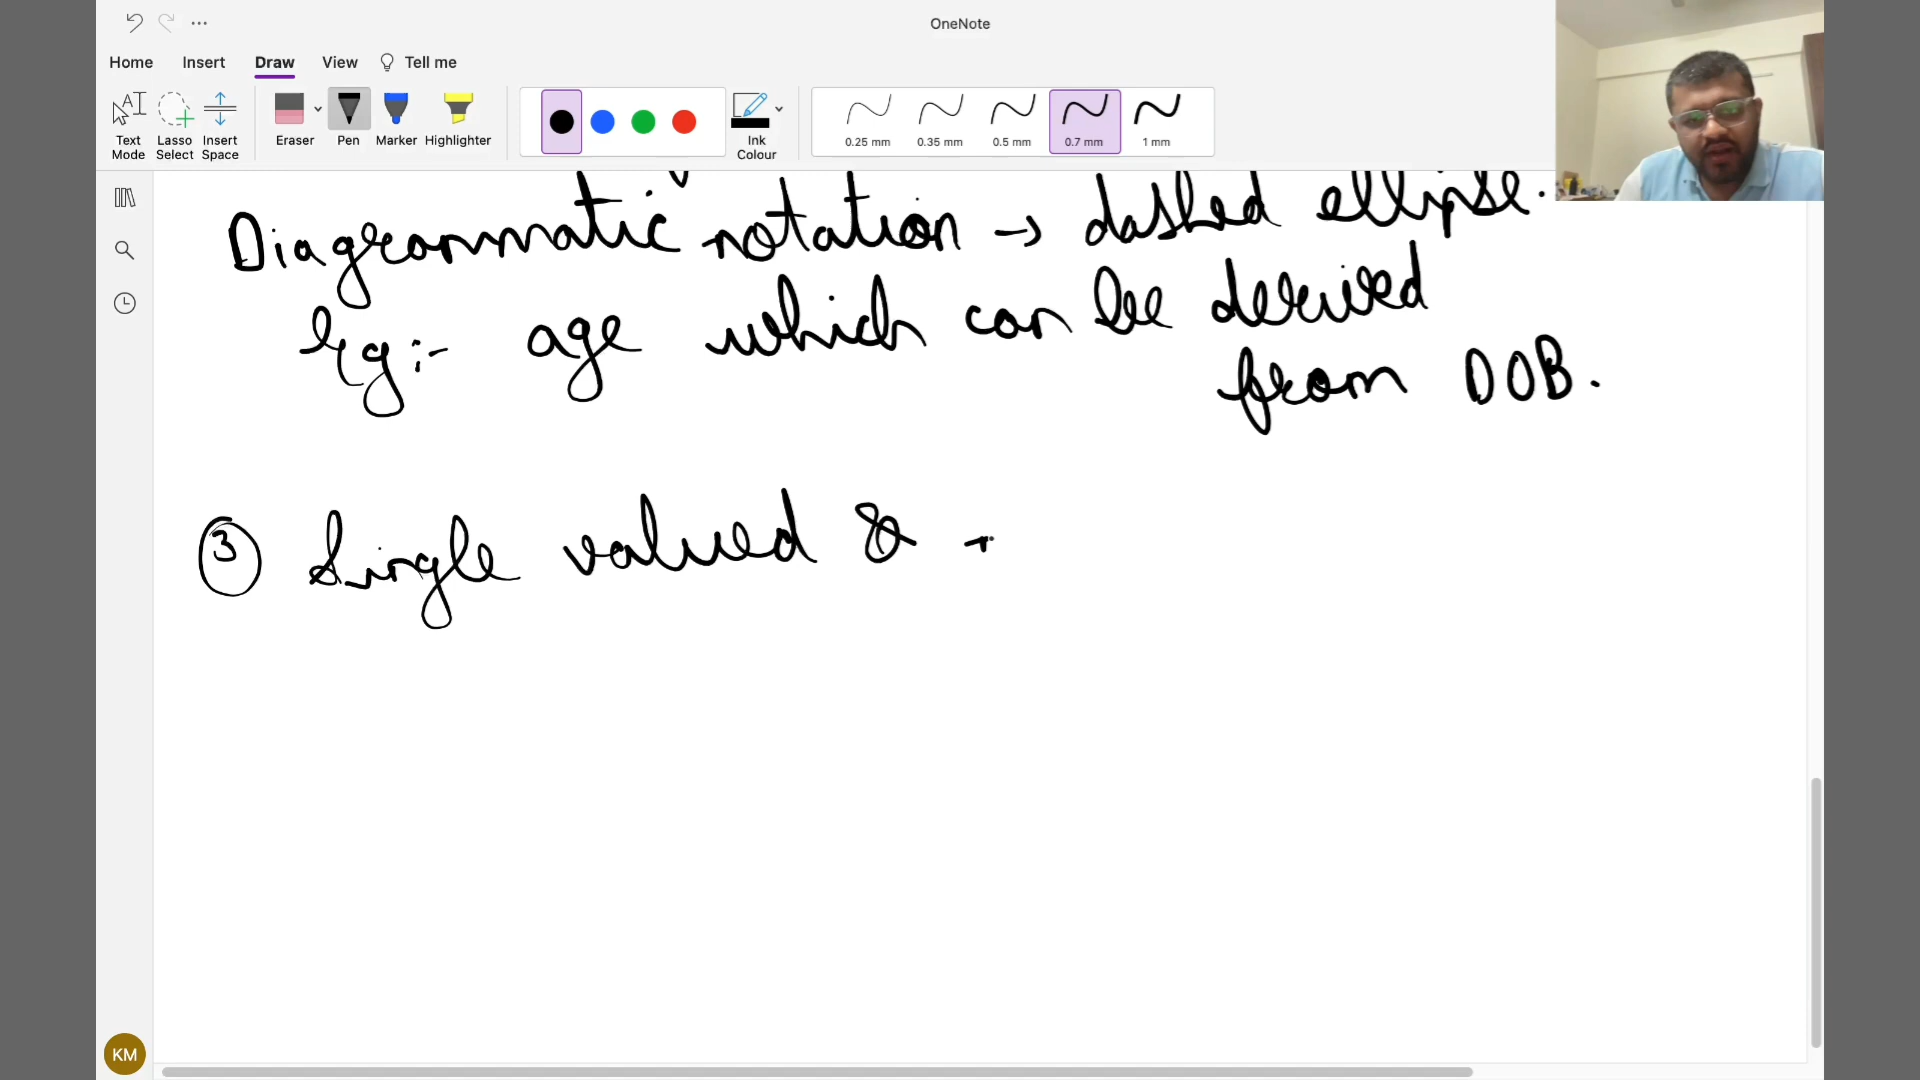 OneNote
Home Insert Draw View Tell me
Text Mode Lasso Select Insert Space Eraser Pen Marker Highlighter Ink Colour 0.25 mm 0.35 mm 0.5 mm 0.7 mm 1 mm
Diagrammatic notation → dashed ellipse.
Eg:- age which can be derived
from DOB.
③ Single valued &
KM